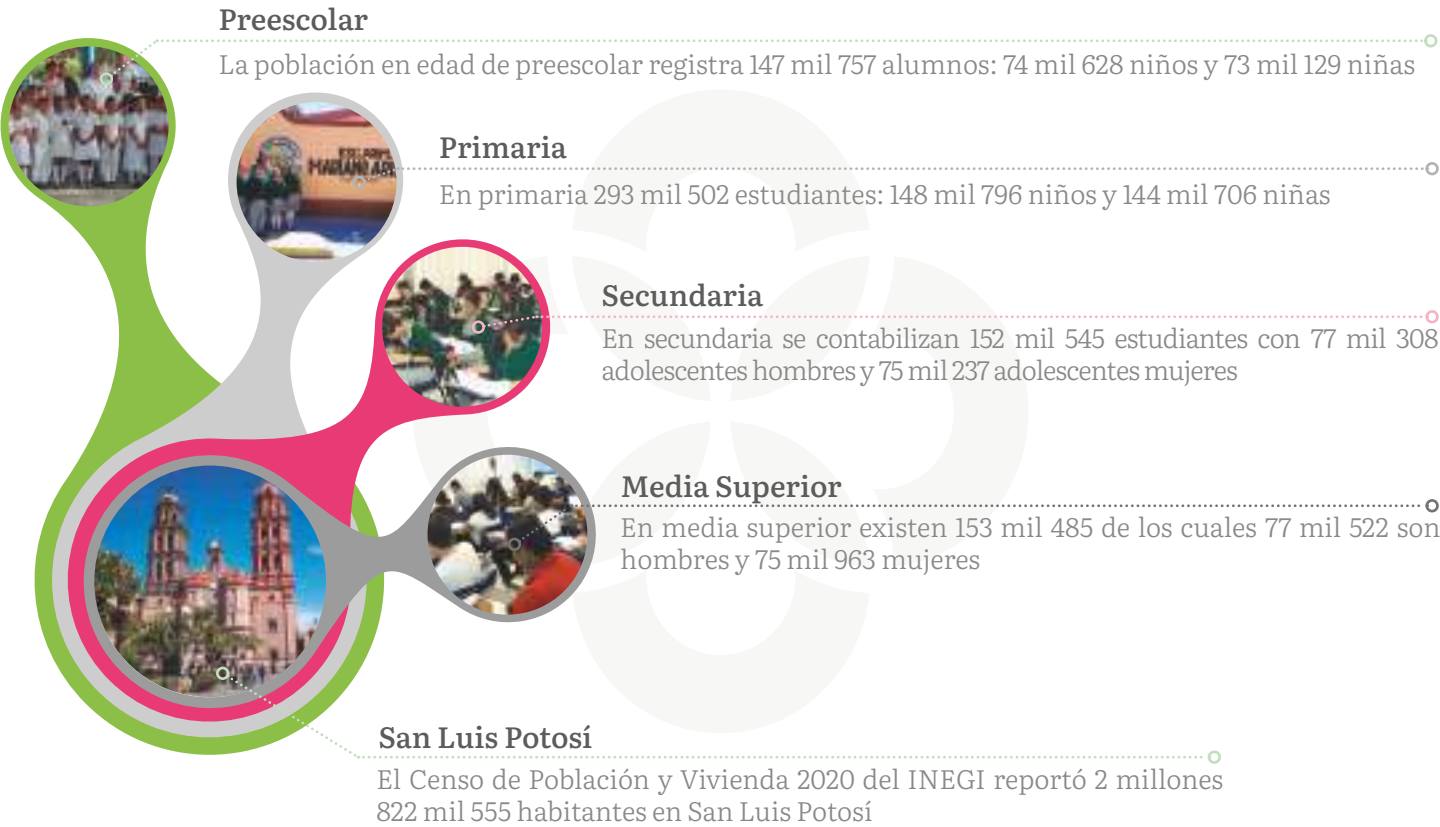 Preescolar
La población en edad de preescolar registra 147 mil 757 alumnos: 74 mil 628 niños y 73 mil 129 niñas
Primaria
En primaria 293 mil 502 estudiantes: 148 mil 796 niños y 144 mil 706 niñas
MARIANO
Secundaria
En secundaria se contabilizan 152 mil 545 estudiantes con 77 mil 308
adolescentes hombres y 75 mil 237 adolescentes mujeres
Media Superior
En media superior existen 153 mil 485 de los cuales 77 mil 522 son
hombres y 75 mil 963 mujeres
San Luis Potosí
El Censo de Población y Vivienda 2020 del INEGI reportó 2 millones
822 mil 555 habitantes en San Luis Potosí